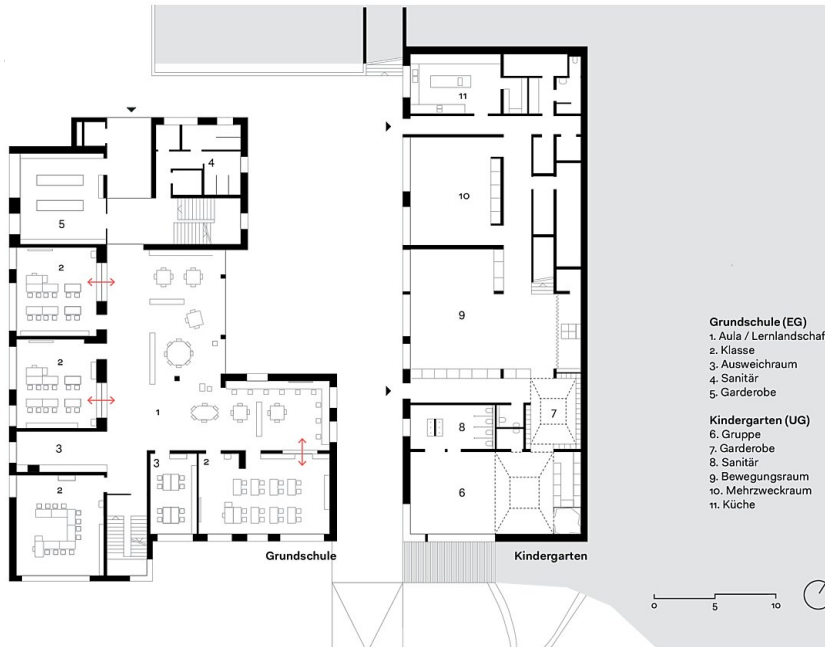 11
4
10
5
2
9
2
1
7
3
8
3
2
2
6
Grundschule
Kindergarten
Grundschule (EG)
1. Aula / Lernlandschaf
2. Klasse
3. Ausweichraum
4. Sanitär
5. Garderobe
Kindergarten (UG)
6. Gruppe
7. Garderobe
8. Sanitär
9. Bewegungsraum
10. Mehrzweckraum
11. Küche
0 5 10